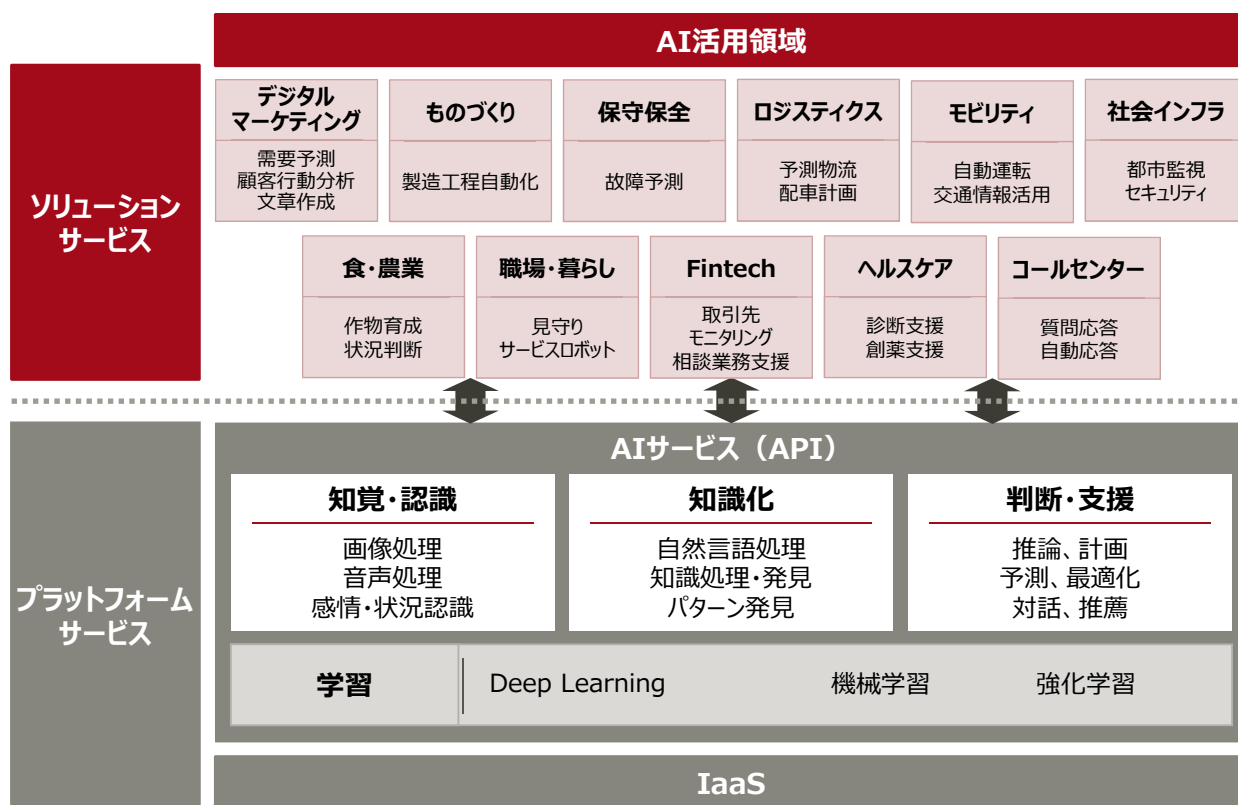 AI活用領域
ソリューション
サービス
デジタル
マーケティング
需要予測
顧客行動分析
文章作成
ものづくり
製造工程自動化
保守保全
故障予測
ロジスティクス
予測物流
配車計画
モビリティ
自動運転
交通情報活用
社会インフラ
都市監視
セキュリティ
食・農業
作物育成
状況判断
職場・暮らし
見守り
サービスロボット
Fintech
取引先
モニタリング
相談業務支援
ヘルスケア
診断支援
創薬支援
コールセンター
質問応答
自動応答
プラットフォーム
サービス
AIサービス（API）
知覚・認識
画像処理
音声処理
感情・状況認識
知識化
自然言語処理
知識処理・発見
パターン発見
判断・支援
推論、計画
予測、最適化
対話、推薦
学習
Deep Learning
機械学習
強化学習
IaaS